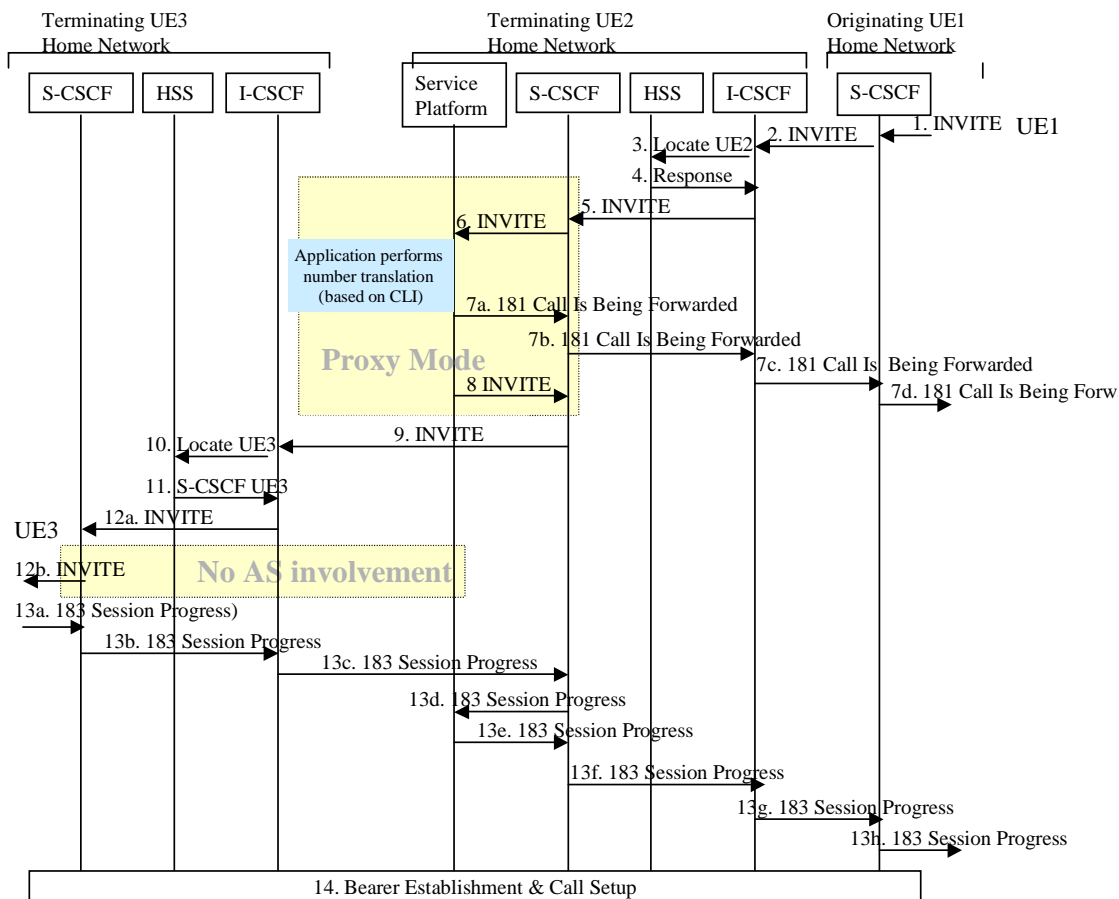 Terminating UE3
Home Network
Terminating UE2
Home Network
Originating UE1
Home Network
S-CSCF
HSS
I-CSCF
Service
Platform
S-CSCF
HSS
I-CSCF
S-CSCF
1. INVITE
UE1
2. INVITE
3. Locate UE2
4. Response
5. INVITE
6. INVITE
Application performs
number translation
(based on CLI)
7a. 181 Call Is Being Forwarded
7b. 181 Call Is Being Forwarded
Proxy Mode
7c. 181 Call Is Being Forwarded
8 INVITE
7d. 181 Call Is Being Forw
9. INVITE
10. Locate UE3
11. S-CSCF UE3
12a. INVITE
UE3
No AS involvement
12b. INVITE
13a. 183 Session Progress)
13b. 183 Session Progress
13c. 183 Session Progress
13d. 183 Session Progress
13e. 183 Session Progress
13f. 183 Session Progress
13g. 183 Session Progress
13h. 183 Session Progress
14. Bearer Establishment & Call Setup